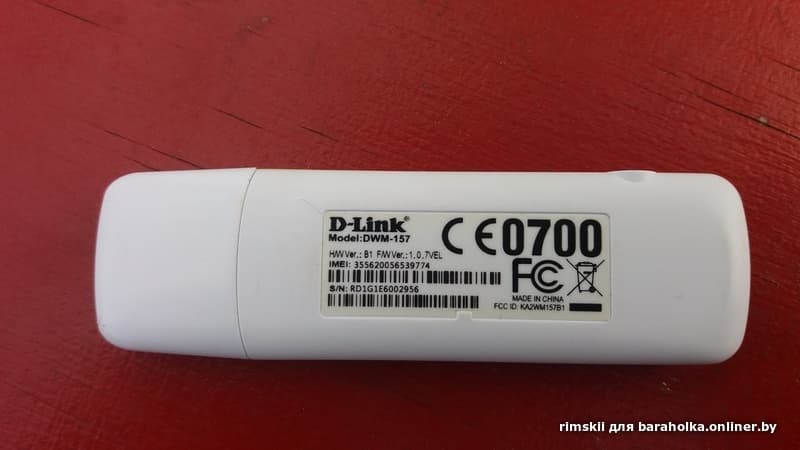 D-Link®
Model:DWM-157
H/W Ver.: B1 F/W Ver.: 1.0.7VEL
IMEI: 355620056539774
S/N: RD1G1E6002956
CE0700
FC
MADE IN CHINA
FCC ID: KA2WM157B1
rimskii для baraholka.onliner.by